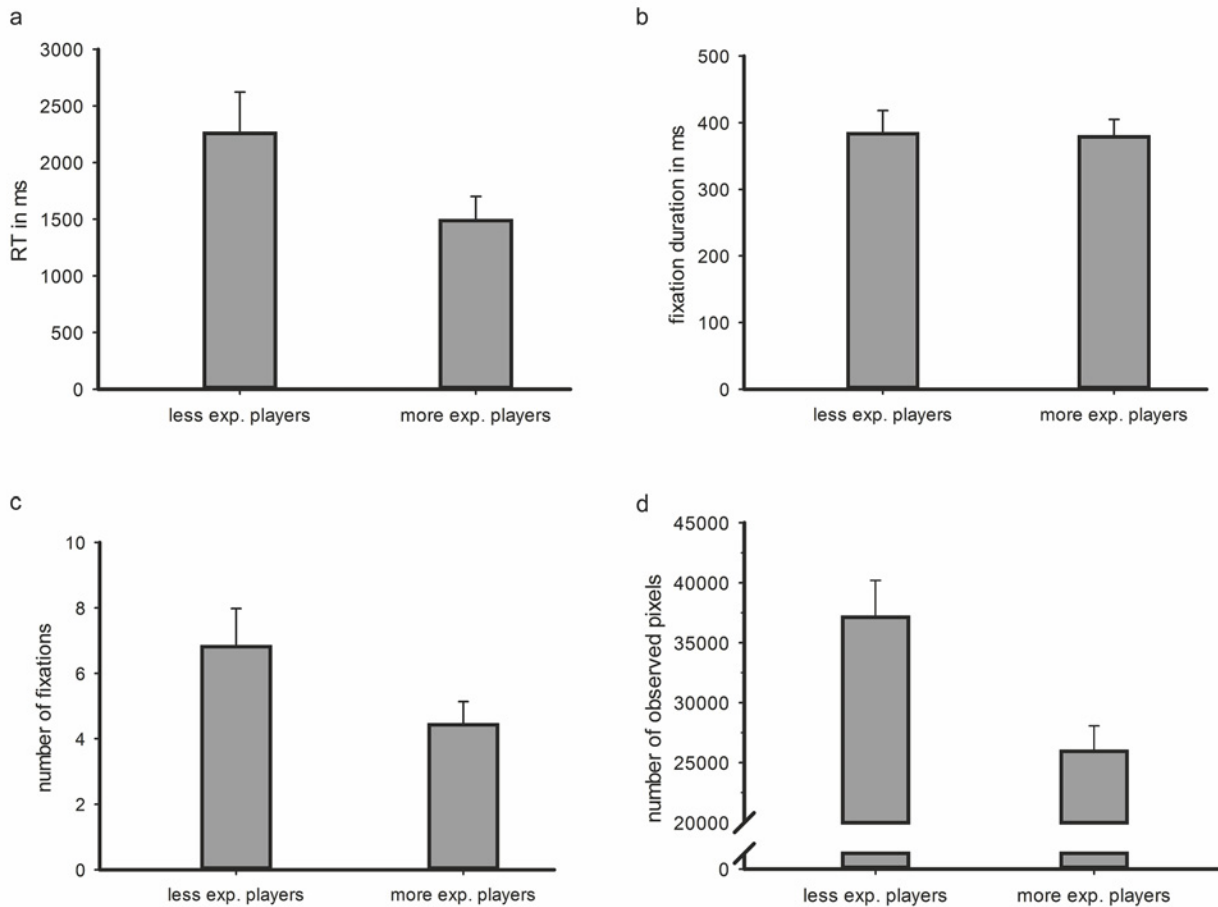 a
3000
2500
2000
1500
1000
500
0
RT in ms
less exp. players more exp. players
b
500
400
300
200
100
0
fixation duration in ms
less exp. players more exp. players
c
10
8
6
4
2
0
number of fixations
less exp. players more exp. players
d
45000
40000
35000
30000
25000
20000
0
number of observed pixels
less exp. players more exp. players